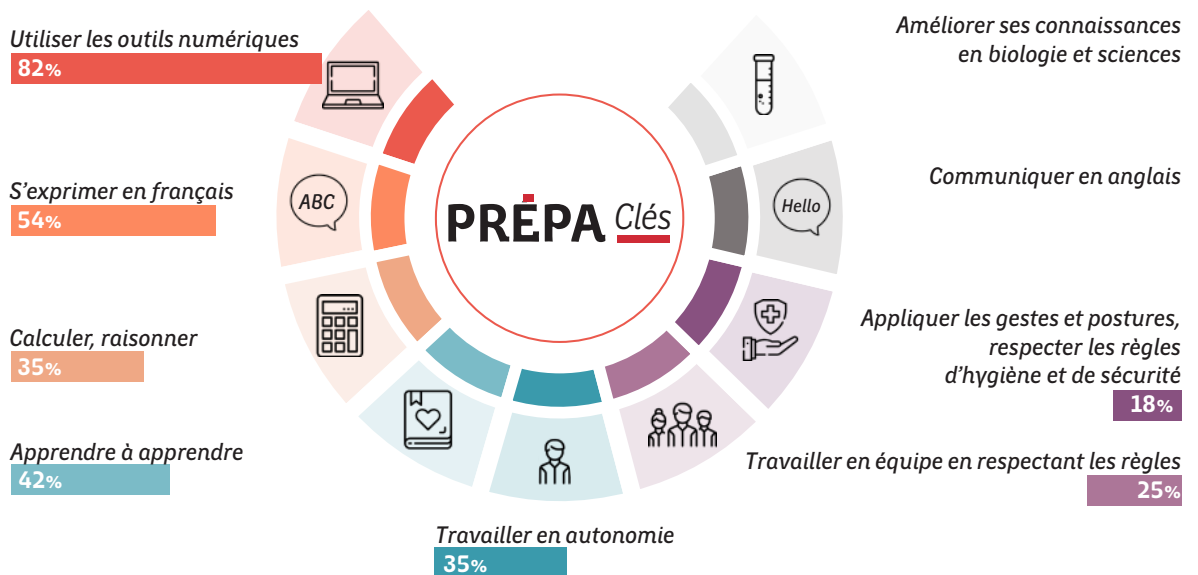 Utiliser les outils numériques
82%
S'exprimer en français
54%
Calculer, raisonner
35%
Apprendre à apprendre
42%
Travailler en autonomie
35%
ABC
PRÉPA Clés
Hello
Améliorer ses connaissances
en biologie et sciences
Communiquer en anglais
Appliquer les gestes et postures,
respecter les règles
d’hygiène et de sécurité
18%
Travailler en équipe en respectant les règles
25%